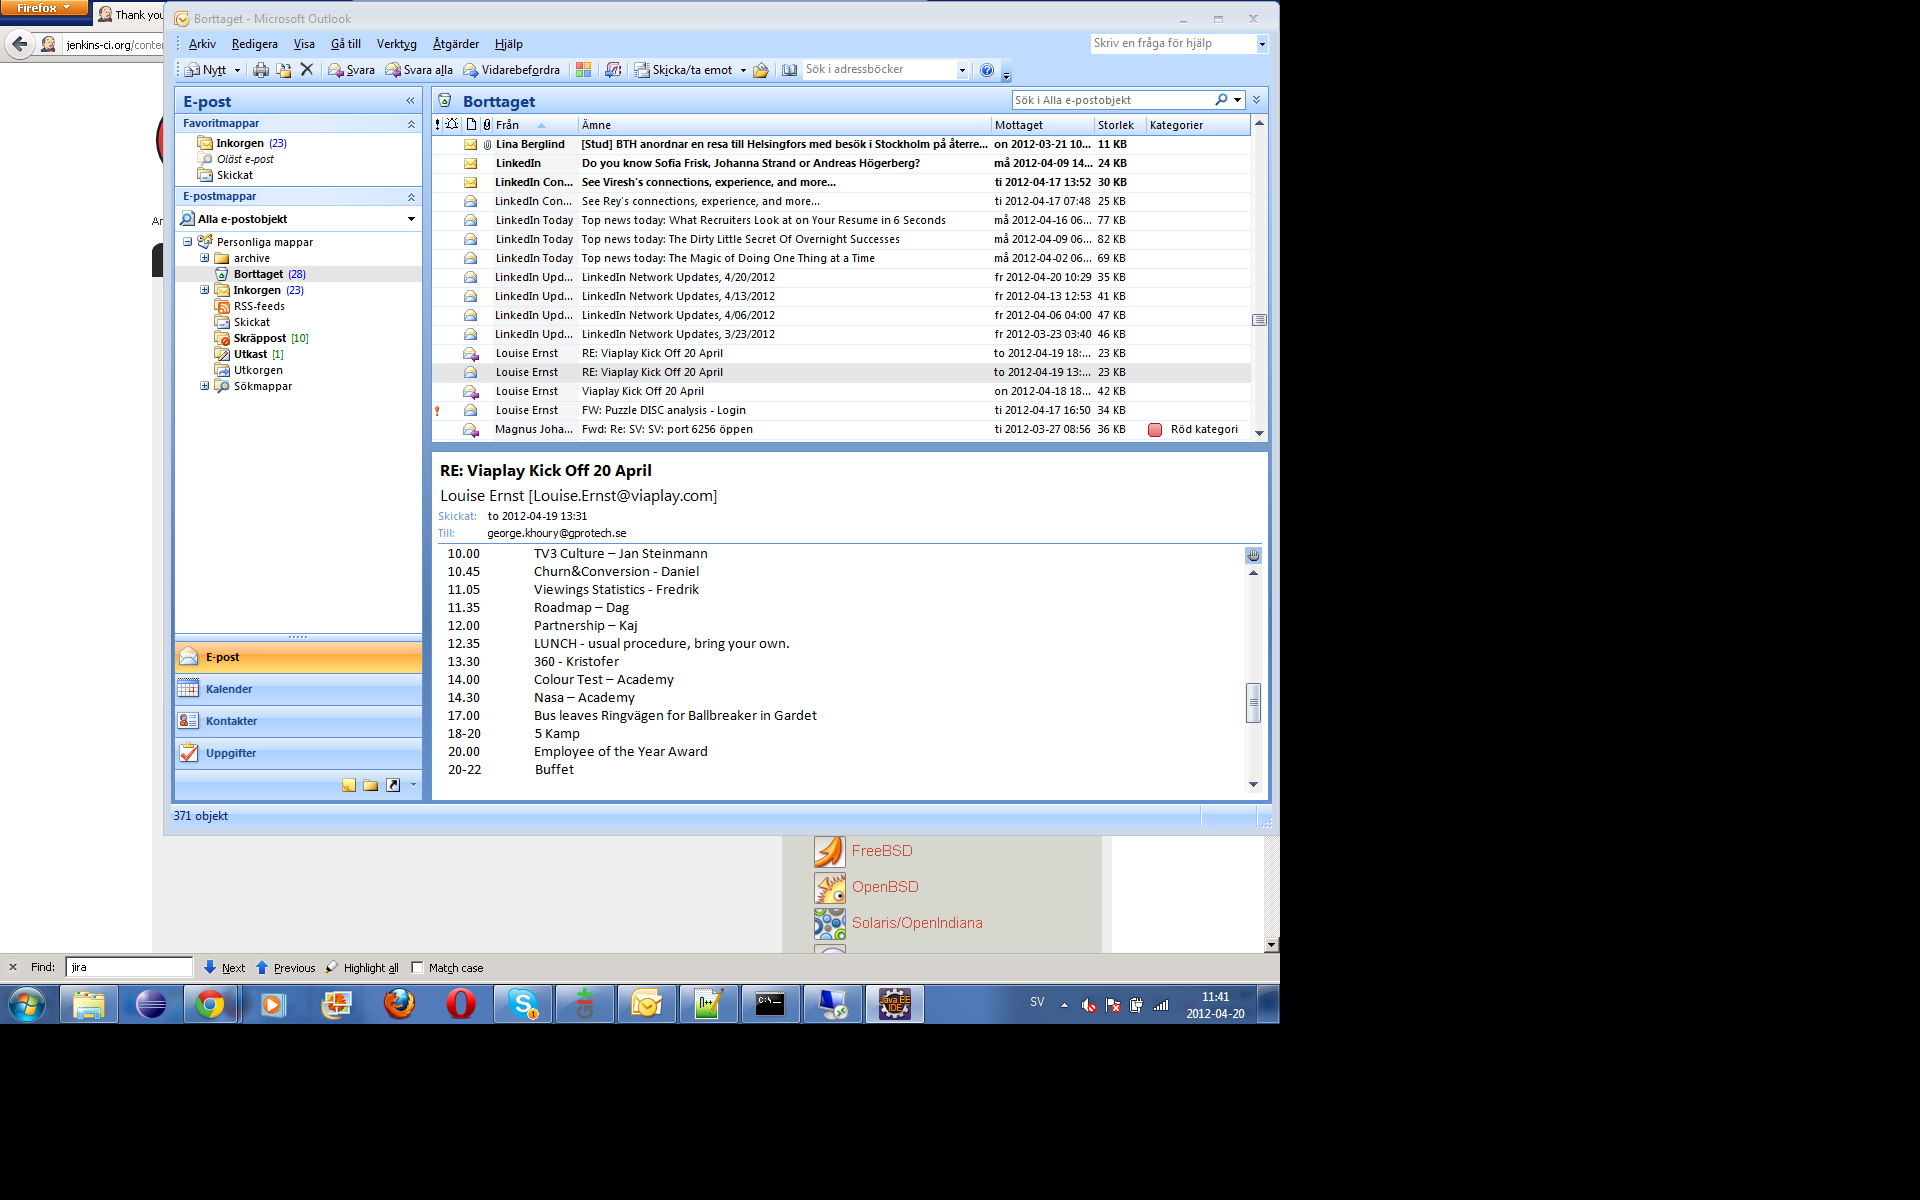 Firefox
Thank you
jenkins-ci.org/conte
Borttaget - Microsoft Outlook
Arkiv Redigera Visa Gå till Verktyg Åtgärder Hjälp
Skriv en fråga för hjälp
Nytt Svara Svara alla Vidarebefordra Skicka/ta emot Sök i adressböcker
E-post
Favoritmappar
Inkorgen (23)
Oläst e-post
Skickat
E-postmappar
Alla e-postobjekt
Personliga mappar
archive
Borttaget (28)
Inkorgen (23)
RSS-feeds
Skickat
Skräppost [10]
Utkast [1]
Utkorgen
Sökmappar
E-post
Kalender
Kontakter
Uppgifter
Borttaget
Sök i Alla e-postobjekt
Från Ämne Mottaget Storlek Kategorier
Lina Berglind [Stud] BTH anordnar en resa till Helsingfors med besök i Stockholm på återre... on 2012-03-21 10... 11 KB
LinkedIn Do you know Sofia Frisk, Johanna Strand or Andreas Högerberg? må 2012-04-09 14... 24 KB
LinkedIn Con... See Viresh's connections, experience, and more... ti 2012-04-17 13:52 30 KB
LinkedIn Con... See Rey's connections, experience, and more... ti 2012-04-17 07:48 25 KB
LinkedIn Today Top news today: What Recruiters Look at on Your Resume in 6 Seconds må 2012-04-16 06... 77 KB
LinkedIn Today Top news today: The Dirty Little Secret Of Overnight Successes må 2012-04-09 06... 82 KB
LinkedIn Today Top news today: The Magic of Doing One Thing at a Time må 2012-04-02 06... 69 KB
LinkedIn Upd... LinkedIn Network Updates, 4/20/2012 fr 2012-04-20 10:29 35 KB
LinkedIn Upd... LinkedIn Network Updates, 4/13/2012 fr 2012-04-13 12:53 41 KB
LinkedIn Upd... LinkedIn Network Updates, 4/06/2012 fr 2012-04-06 04:00 47 KB
LinkedIn Upd... LinkedIn Network Updates, 3/23/2012 fr 2012-03-23 03:40 46 KB
Louise Ernst RE: Viaplay Kick Off 20 April to 2012-04-19 18:... 23 KB
Louise Ernst RE: Viaplay Kick Off 20 April to 2012-04-19 13:... 23 KB
Louise Ernst Viaplay Kick Off 20 April on 2012-04-18 18... 42 KB
Louise Ernst FW: Puzzle DISC analysis - Login ti 2012-04-17 16:50 34 KB
Magnus Joha... Fwd: Re: SV: SV: port 6256 öppen ti 2012-03-27 08:56 36 KB Röd kategori
RE: Viaplay Kick Off 20 April
Louise Ernst [Louise.Ernst@viaplay.com]
Skickat: to 2012-04-19 13:31
Till: george.khoury@gprotech.se
10.00 TV3 Culture – Jan Steinmann
10.45 Churn&Conversion - Daniel
11.05 Viewings Statistics - Fredrik
11.35 Roadmap – Dag
12.00 Partnership – Kaj
12.35 LUNCH - usual procedure, bring your own.
13.30 360 - Kristofer
14.00 Colour Test – Academy
14.30 Nasa – Academy
17.00 Bus leaves Ringvägen for Ballbreaker in Gardet
18-20 5 Kamp
20.00 Employee of the Year Award
20-22 Buffet
371 objekt
FreeBSD
OpenBSD
Solaris/OpenIndiana
Find: jira Next Previous Highlight all Match case
SV
11:41
2012-04-20